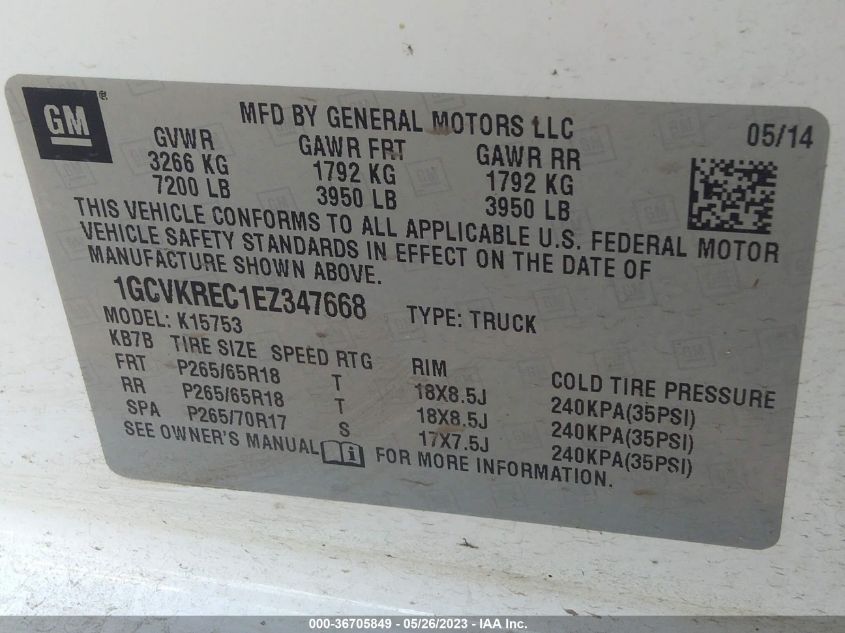 GM
MFD BY GENERAL MOTORS LLC
05/14
GVWR GAWR FRT GAWR RR
3266 KG 1792 KG 1792 KG
7200 LB 3950 LB 3950 LB
THIS VEHICLE CONFORMS TO ALL APPLICABLE U.S. FEDERAL MOTOR
VEHICLE SAFETY STANDARDS IN EFFECT ON THE DATE OF
MANUFACTURE SHOWN ABOVE.
1GCVKREC1EZ347668 TYPE: TRUCK
MODEL: K15753
KB7B TIRE SIZE SPEED RTG RIM COLD TIRE PRESSURE
FRT P265/65R18 T 18X8.5J 240KPA(35PSI)
RR P265/65R18 T 18X8.5J 240KPA(35PSI)
SPA P265/70R17 S 17X7.5J 240KPA(35PSI)
SEE OWNER'S MANUAL i FOR MORE INFORMATION.
000-36705849 - 05/26/2023 - IAA Inc.